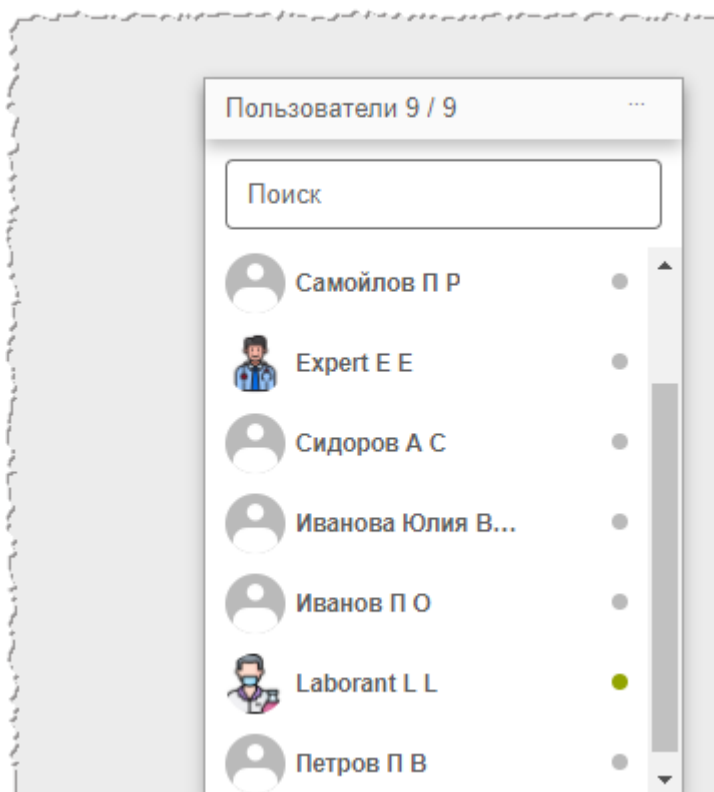 Пользователи 9 / 9 ...
Поиск
Самойлов П Р
Expert E E
Сидоров А С
Иванова Юлия В...
Иванов П О
Laborant L L
Петров П В